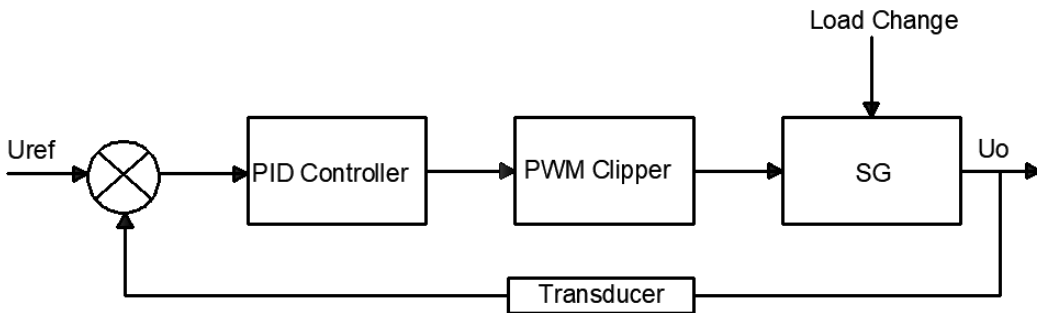 Load Change
Uref
PID Controller
PWM Clipper
SG
Uo
Transducer